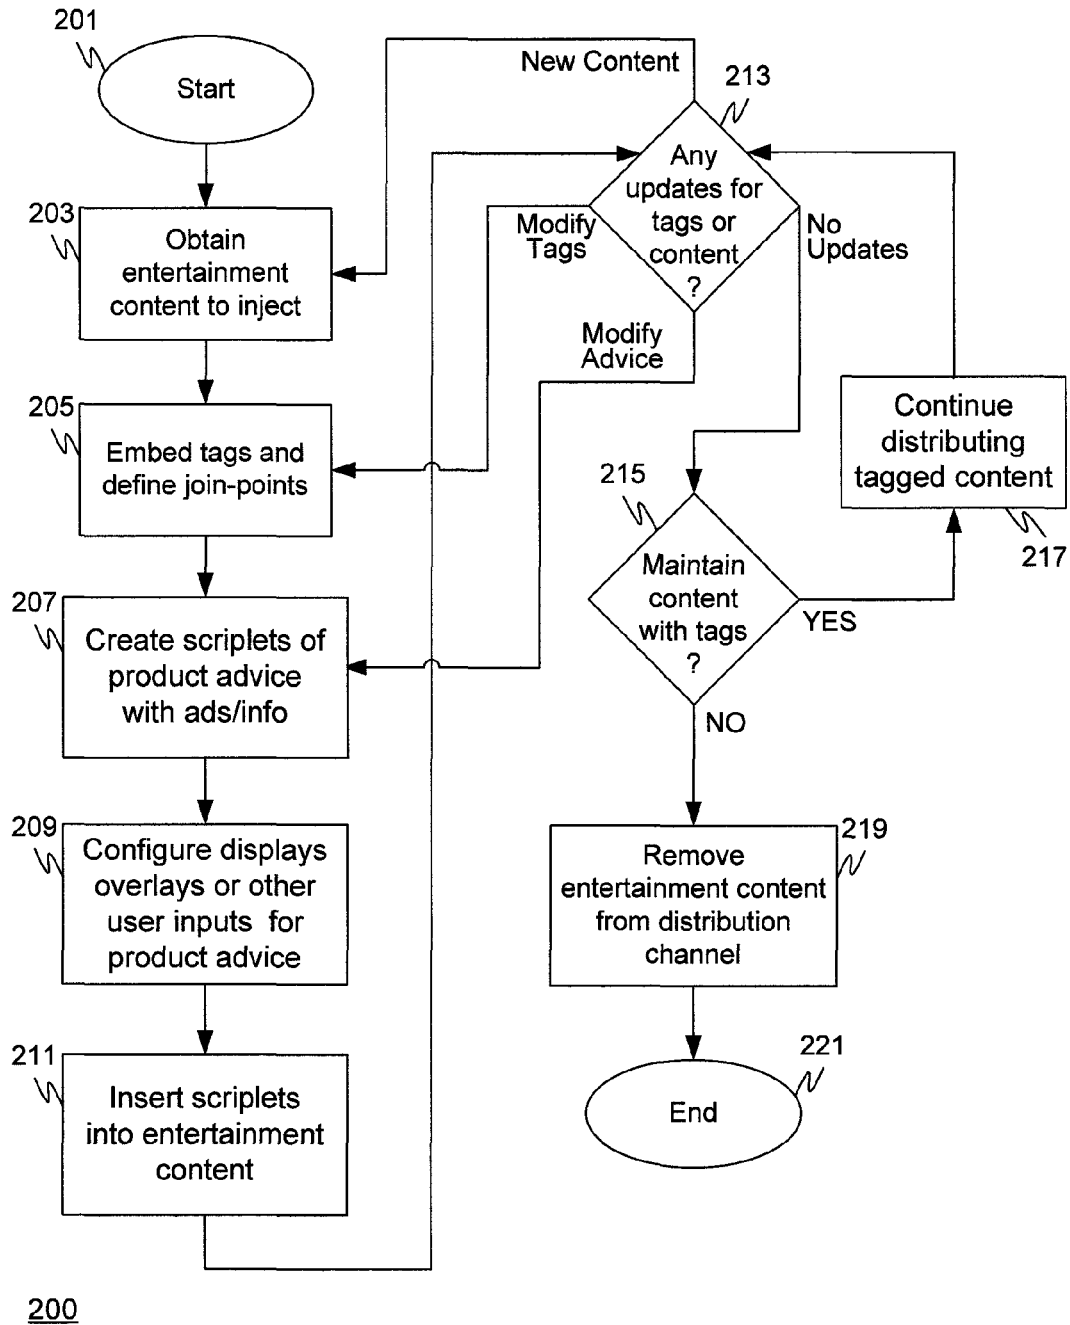 201
Start
203
Obtain
entertainment
content to inject
205
Embed tags and
define join-points
207
Create scriplets of
product advice
with ads/info
209
Configure displays
overlays or other
user inputs for
product advice
211
Insert scriplets
into entertainment
content
New Content
213
Any
updates for
tags or
content
?
Modify
Tags
No
Updates
Modify
Advice
215
Maintain
content
with tags
?
YES
Continue
distributing
tagged content
217
NO
219
Remove
entertainment content
from distribution
channel
221
End
200